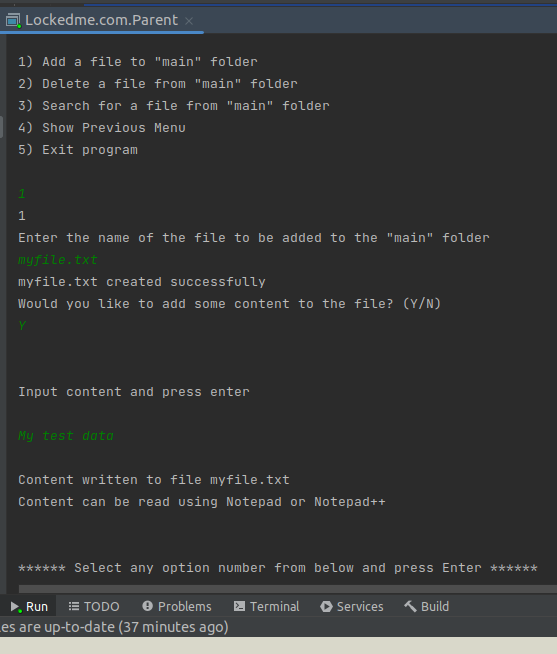 Lockedme.com.Parent
1) Add a file to "main" folder
2) Delete a file from "main" folder
3) Search for a file from "main" folder
4) Show Previous Menu
5) Exit program
1
1
Enter the name of the file to be added to the "main" folder
myfile.txt
myfile.txt created successfully
Would you like to add some content to the file? (Y/N)
Y
Input content and press enter
My test data
Content written to file myfile.txt
Content can be read using Notepad or Notepad++
****** Select any option number from below and press Enter ******
Run TODO Problems Terminal Services Build
es are up-to-date (37 minutes ago)